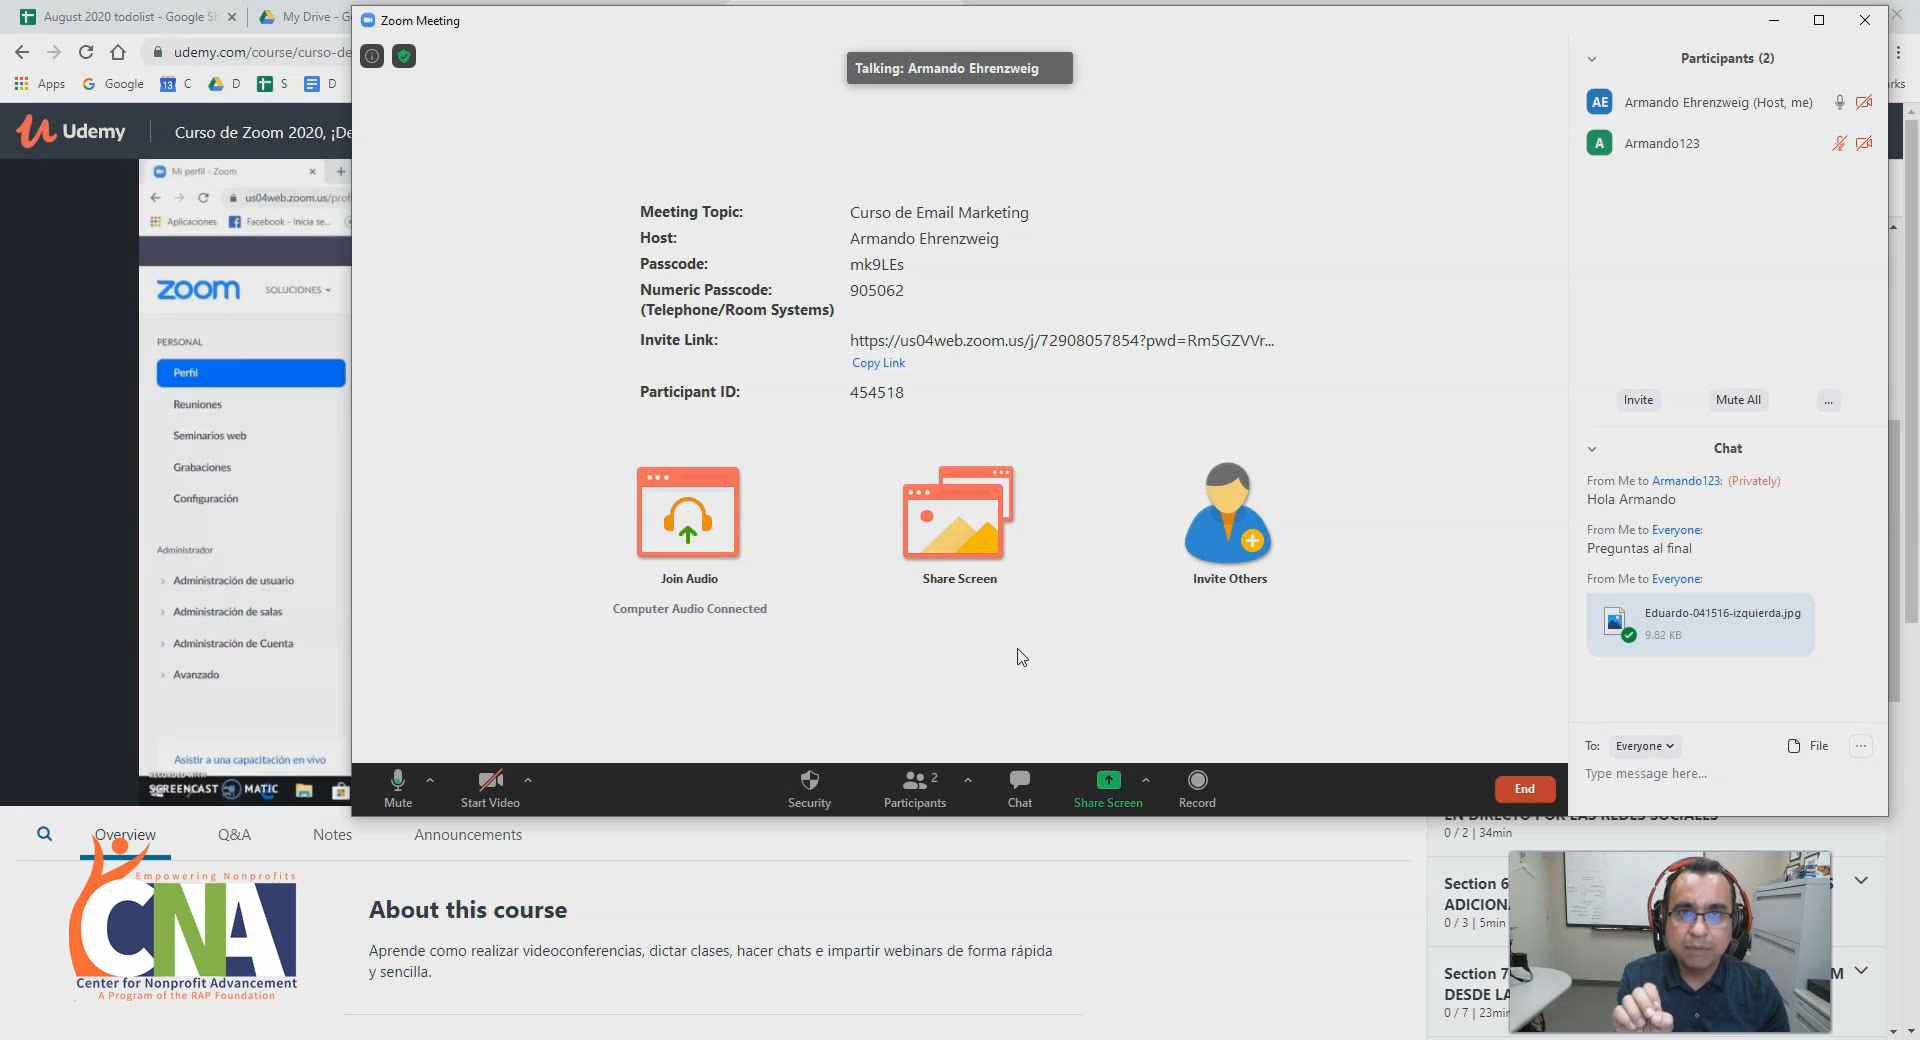 August 2020 todolist - Google S
My Drive - G
udemy.com/course/curso-de
Apps
Google
13
C
D
S
D
rks
Udemy
Curso de Zoom 2020, ¡De
Mi perfil - Zoom
us04web.zoom.us/prof
Aplicaciones
Facebook - Inicia se...
zoom
SOLUCIONES
PERSONAL
Perfil
Reuniones
Seminarios web
Grabaciones
Configuración
Administrador
Administración de usuario
Administración de salas
Administración de Cuenta
Avanzado
Asistir a una capacitación en vivo
RECORDED WITH
SCREENCAST MATIC
Zoom Meeting
Talking: Armando Ehrenzweig
Meeting Topic: Curso de Email Marketing
Host: Armando Ehrenzweig
Passcode: mk9LEs
Numeric Passcode: 905062
(Telephone/Room Systems)
Invite Link: https://us04web.zoom.us/j/72908057854?pwd=Rm5GZVVr...
Copy Link
Participant ID: 454518
Join Audio
Share Screen
Invite Others
Computer Audio Connected
Mute
Start Video
Security
2
Participants
Chat
Share Screen
Record
End
Participants (2)
AE Armando Ehrenzweig (Host, me)
A Armando123
Invite
Mute All
...
Chat
From Me to Armando123: (Privately)
Hola Armando
From Me to Everyone:
Preguntas al final
From Me to Everyone:
Eduardo-041516-izquierda.jpg
9.82 KB
To: Everyone
File
Type message here...
Overview
Q&A
Notes
Announcements
Empowering Nonprofits
CNA
Center for Nonprofit Advancement
A Program of the RAP Foundation
About this course
Aprende como realizar videoconferencias, dictar clases, hacer chats e impartir webinars de forma rápida
y sencilla.
EN DIRECTO POR LAS REDES SOCIALES
0 / 2 | 34min
Section 6
ADICION
0 / 3 | 5min
Section 7
M
DESDE LA
0 / 7 | 23min